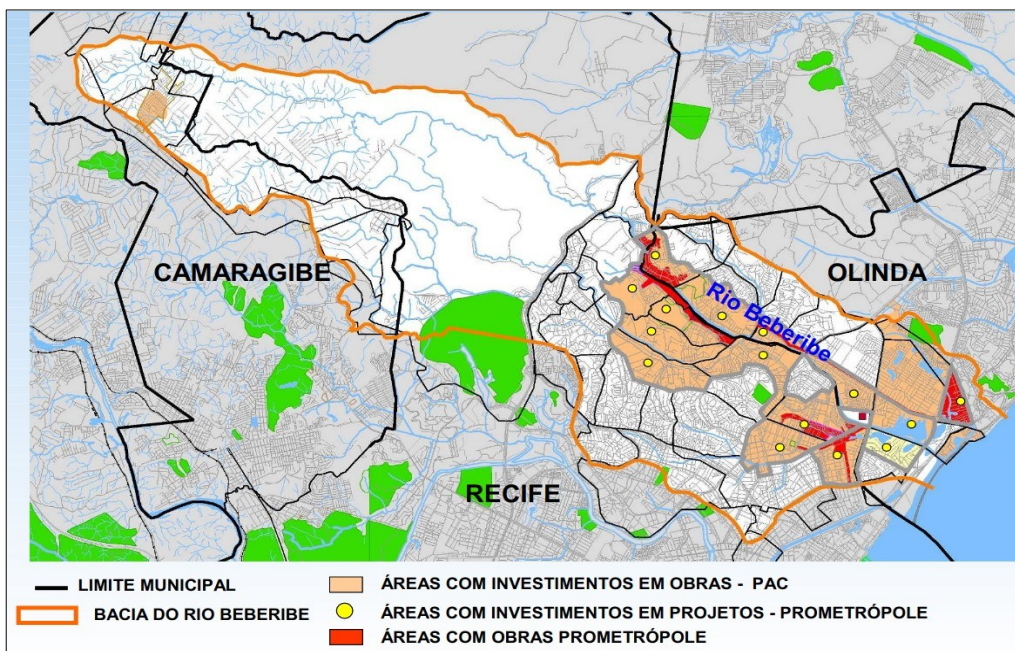 CAMARAGIBE
OLINDA
Rio Beberibe
RECIFE
LIMITE MUNICIPAL
BACIA DO RIO BEBERIBE
ÁREAS COM INVESTIMENTOS EM OBRAS - PAC
ÁREAS COM INVESTIMENTOS EM PROJETOS - PROMETRÓPOLE
ÁREAS COM OBRAS PROMETRÓPOLE